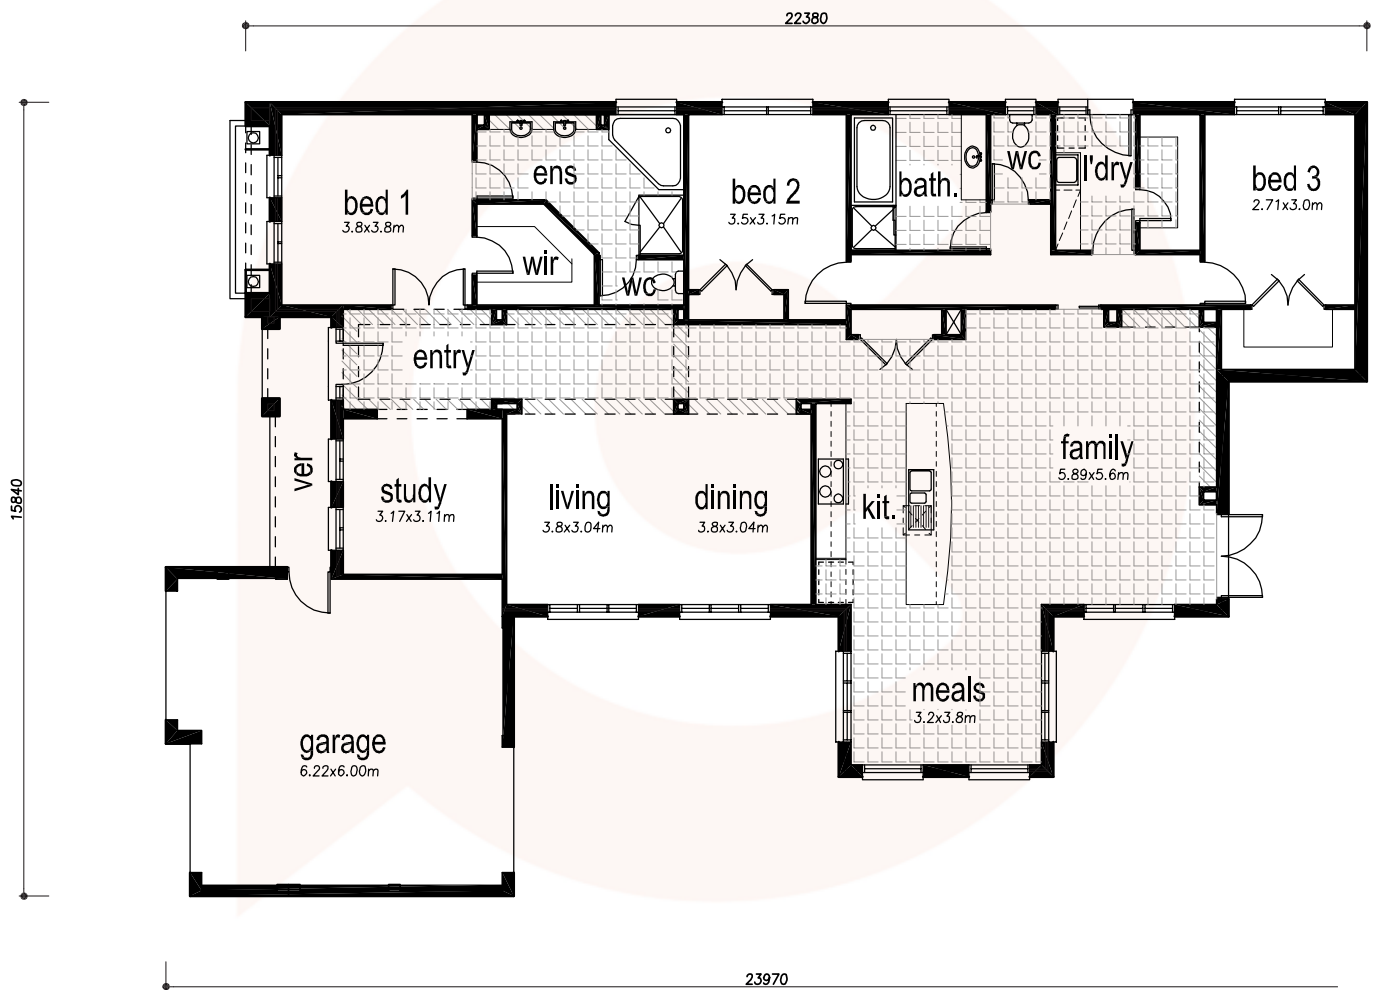 22380
bed 1
3.8x3.8m
ens
wir
wc
bed 2
3.5x3.15m
bath.
wc
l'dry
bed 3
2.71x3.0m
entry
15840
ver
study
3.17x3.11m
living
3.8x3.04m
dining
3.8x3.04m
kit.
family
5.89x5.6m
meals
3.2x3.8m
garage
6.22x6.00m
23970